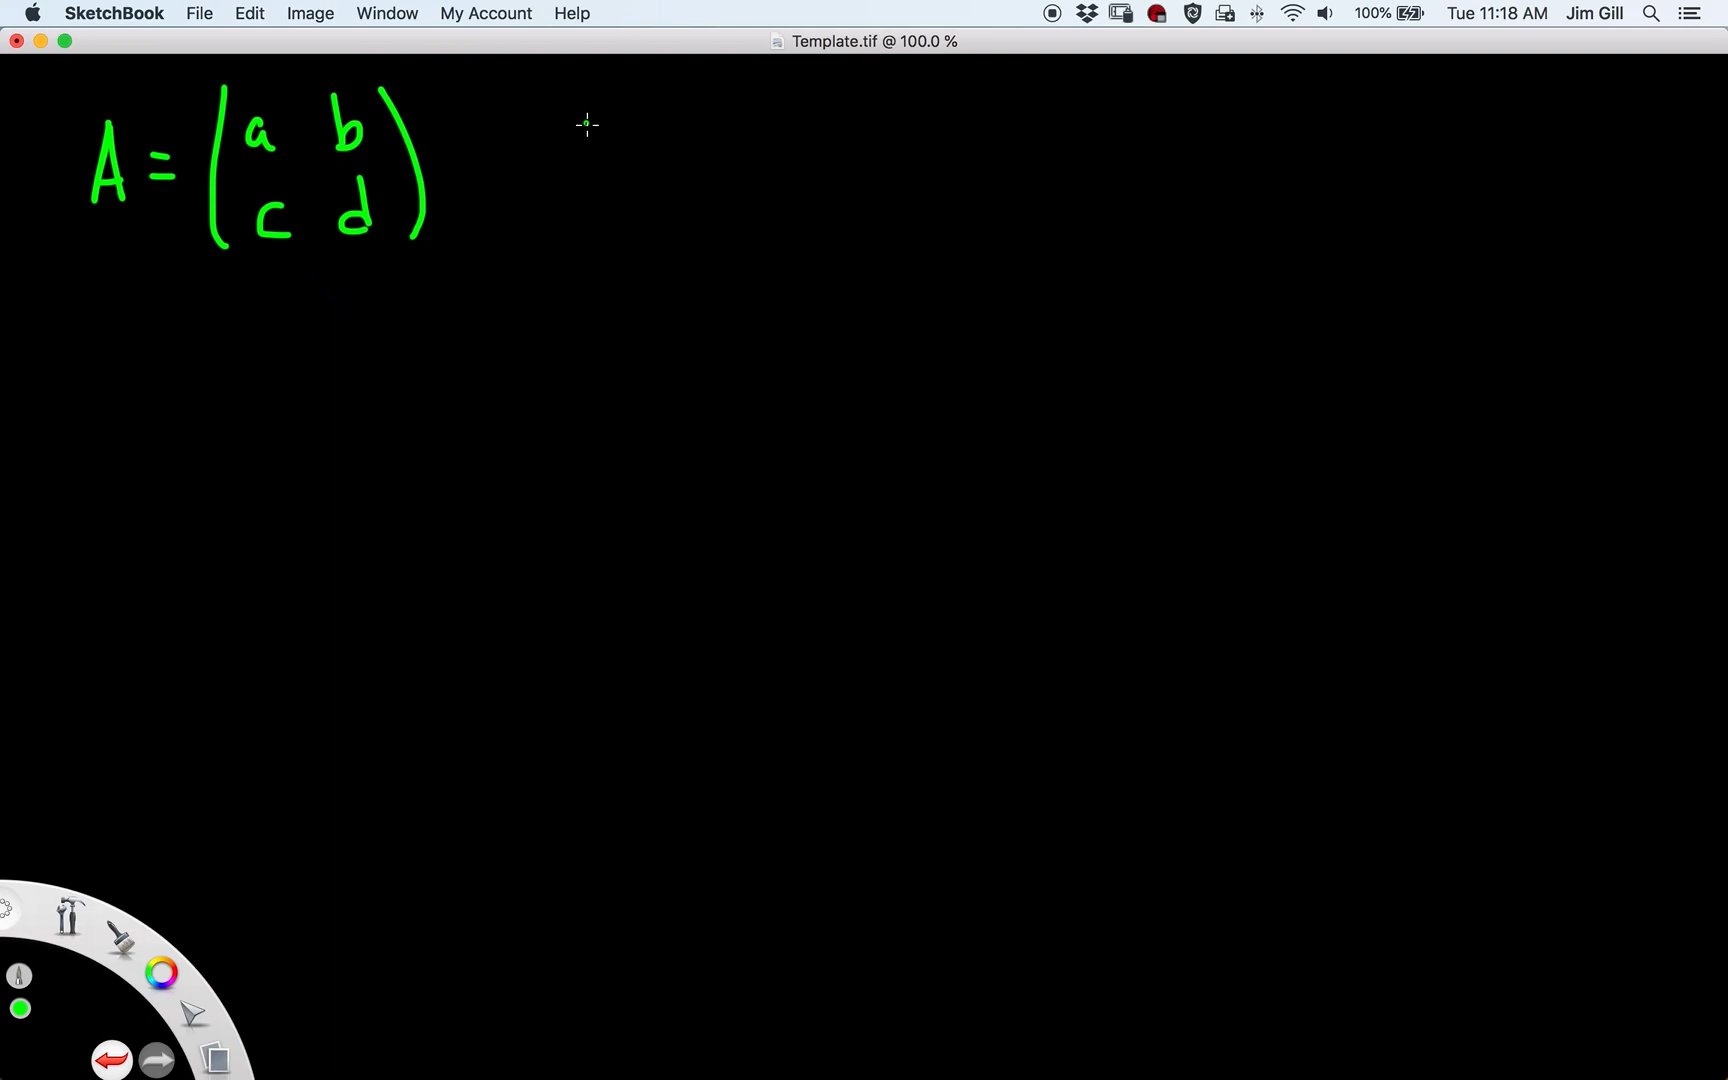 SketchBook File Edit Image Window My Account Help 100% Tue 11:18 AM Jim Gill
Template.tif @ 100.0 %
A = ( a b
c d )